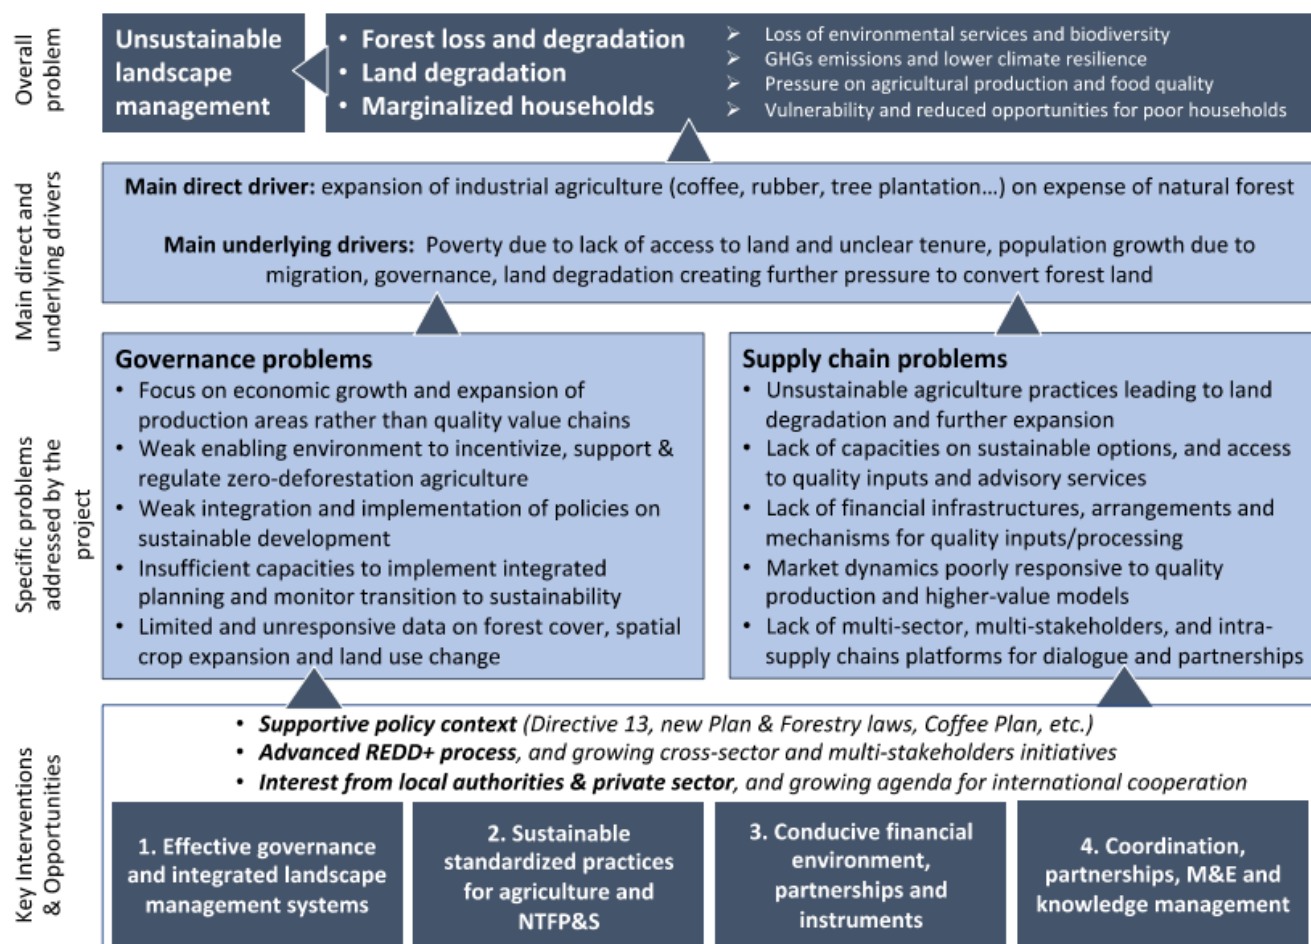 Overall
problem
Unsustainable
landscape
management
• Forest loss and degradation
• Land degradation
• Marginalized households
➢ Loss of environmental services and biodiversity
➢ GHGs emissions and lower climate resilience
➢ Pressure on agricultural production and food quality
➢ Vulnerability and reduced opportunities for poor households
Main direct and
underlying drivers
Main direct driver: expansion of industrial agriculture (coffee, rubber, tree plantation…) on expense of natural forest
Main underlying drivers: Poverty due to lack of access to land and unclear tenure, population growth due to
migration, governance, land degradation creating further pressure to convert forest land
Specific problems
addressed by the
project
Governance problems
• Focus on economic growth and expansion of
production areas rather than quality value chains
• Weak enabling environment to incentivize, support &
regulate zero-deforestation agriculture
• Weak integration and implementation of policies on
sustainable development
• Insufficient capacities to implement integrated
planning and monitor transition to sustainability
• Limited and unresponsive data on forest cover, spatial
crop expansion and land use change
Supply chain problems
• Unsustainable agriculture practices leading to land
degradation and further expansion
• Lack of capacities on sustainable options, and access
to quality inputs and advisory services
• Lack of financial infrastructures, arrangements and
mechanisms for quality inputs/processing
• Market dynamics poorly responsive to quality
production and higher-value models
• Lack of multi-sector, multi-stakeholders, and intra-
supply chains platforms for dialogue and partnerships
Key Interventions
& Opportunities
• Supportive policy context (Directive 13, new Plan & Forestry laws, Coffee Plan, etc.)
• Advanced REDD+ process, and growing cross-sector and multi-stakeholders initiatives
• Interest from local authorities & private sector, and growing agenda for international cooperation
1. Effective governance
and integrated landscape
management systems
2. Sustainable
standardized practices
for agriculture and
NTFP&S
3. Conducive financial
environment,
partnerships and
instruments
4. Coordination,
partnerships, M&E and
knowledge management